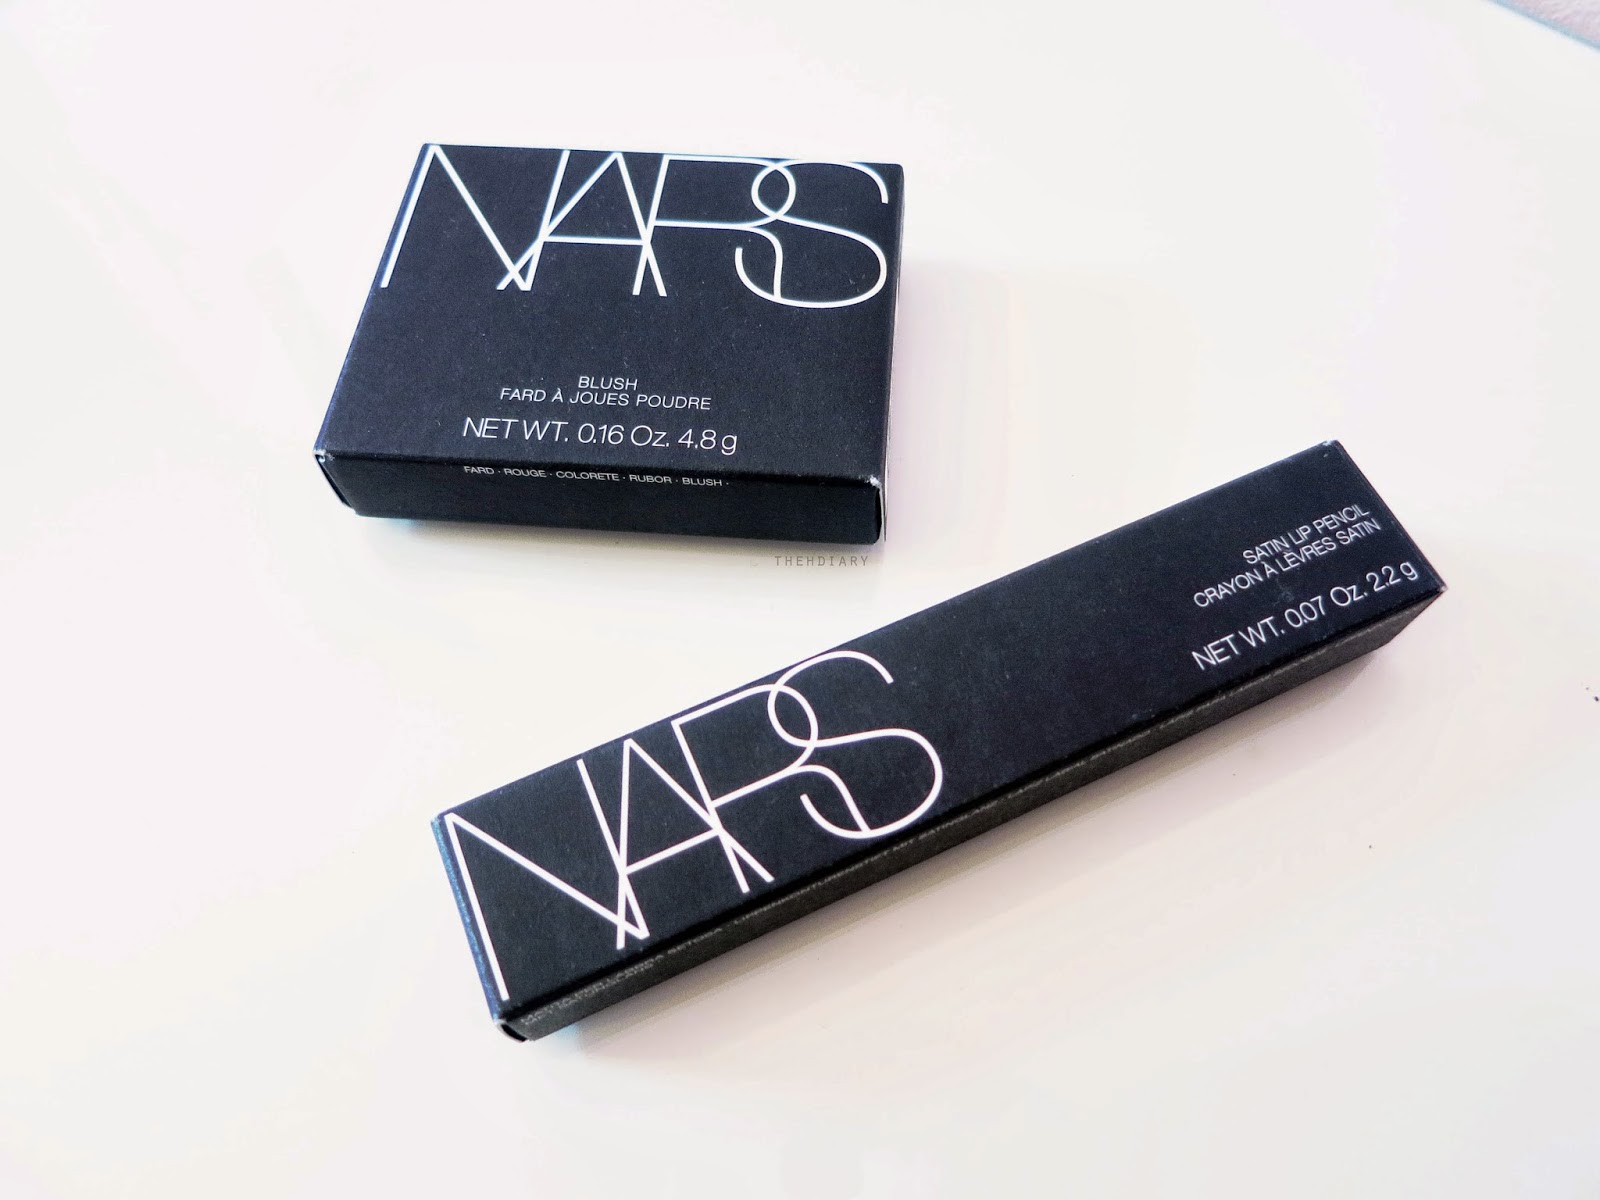 NARS
BLUSH
FARD À JOUES POUDRE
NET WT. 0.16 Oz. 4,8 g
FARD · ROUGE · COLORETE · RUBOR · BLUSH ·
THEHDIARY
SATIN LIP PENCIL
CRAYON À LÈVRES SATIN
NET WT. 0.07 Oz. 2.2 g
NARS